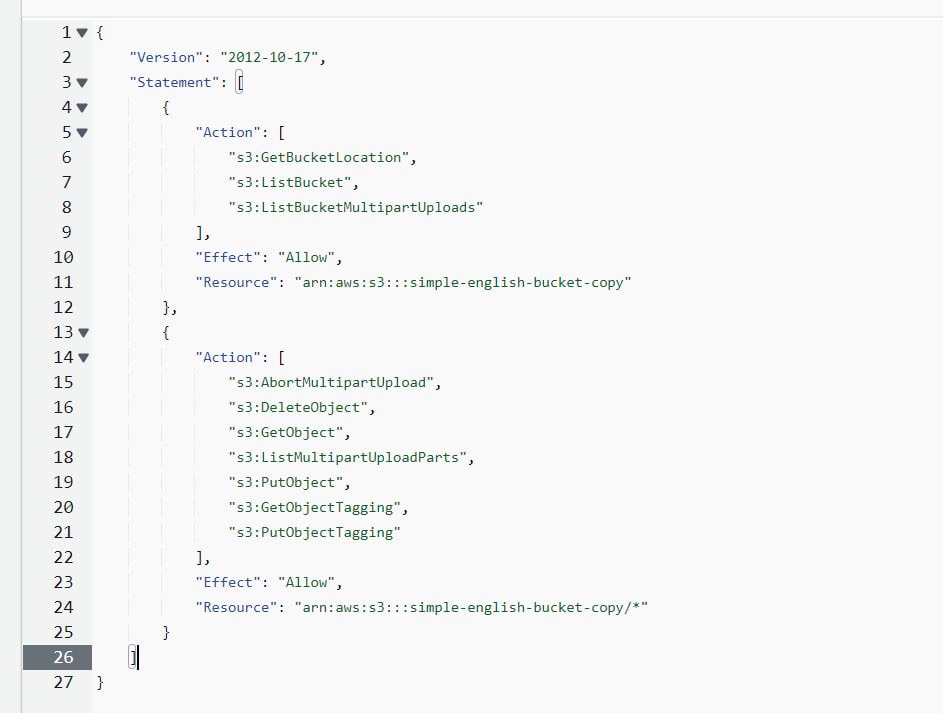 1 {
2     "Version": "2012-10-17",
3     "Statement": [
4         {
5             "Action": [
6                 "s3:GetBucketLocation",
7                 "s3:ListBucket",
8                 "s3:ListBucketMultipartUploads"
9             ],
10             "Effect": "Allow",
11             "Resource": "arn:aws:s3:::simple-english-bucket-copy"
12         },
13         {
14             "Action": [
15                 "s3:AbortMultipartUpload",
16                 "s3:DeleteObject",
17                 "s3:GetObject",
18                 "s3:ListMultipartUploadParts",
19                 "s3:PutObject",
20                 "s3:GetObjectTagging",
21                 "s3:PutObjectTagging"
22             ],
23             "Effect": "Allow",
24             "Resource": "arn:aws:s3:::simple-english-bucket-copy/*"
25         }
26     ]
27 }